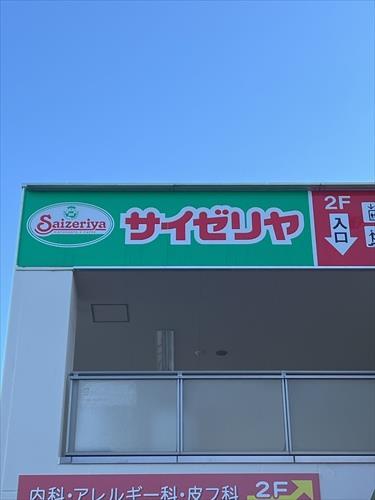 Saizeriya
サイゼリヤ
2F
入口
内科・アレルギー科・皮フ科
2F